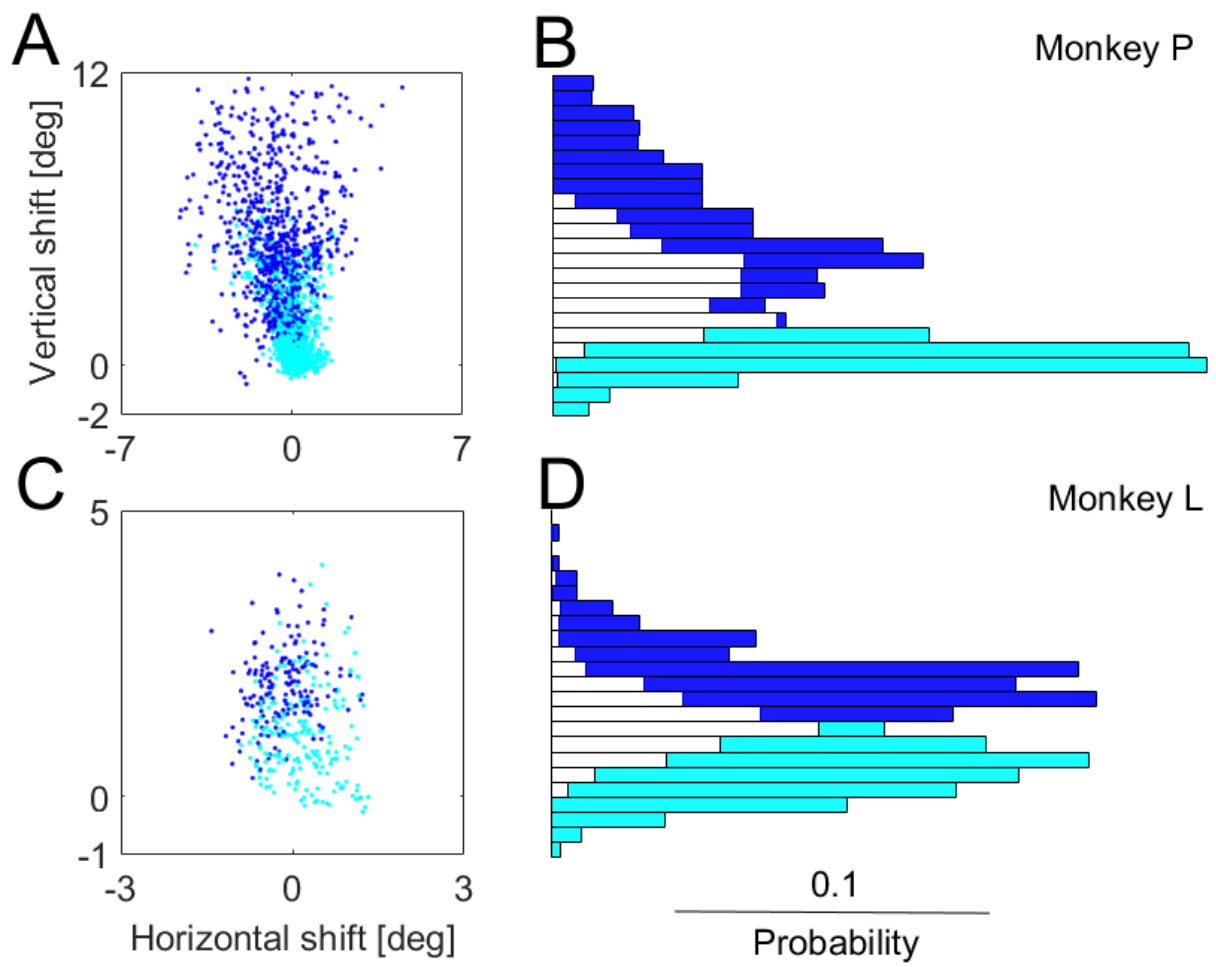 A
B
Monkey P
12
Vertical shift [deg]
0
-2
-7
0
7
C
D
Monkey L
5
0
-1
-3
0
3
0.1
Horizontal shift [deg]
Probability